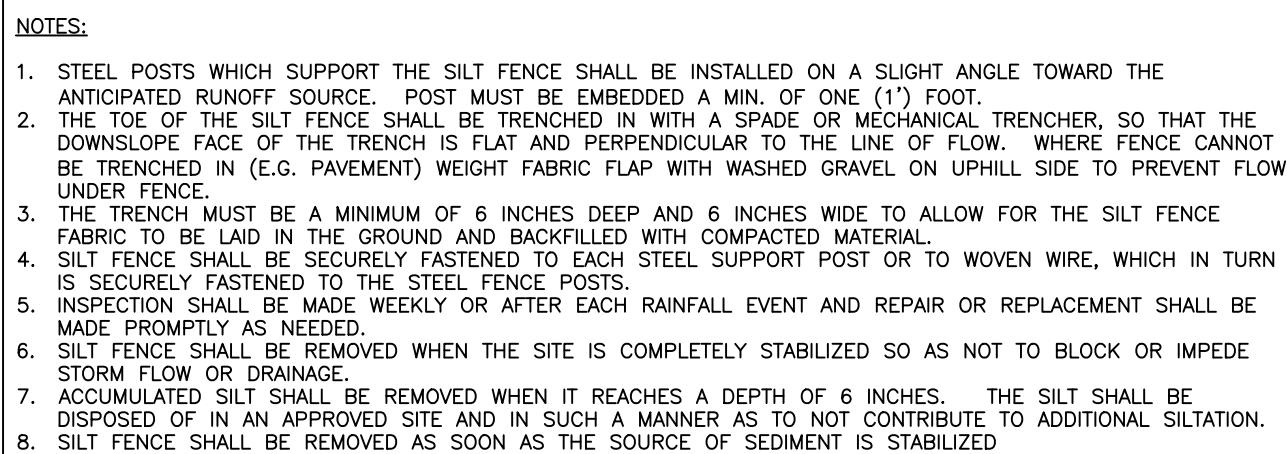 NOTES:
1. STEEL POSTS WHICH SUPPORT THE SILT FENCE SHALL BE INSTALLED ON A SLIGHT ANGLE TOWARD THE
ANTICIPATED RUNOFF SOURCE. POST MUST BE EMBEDDED A MIN. OF ONE (1') FOOT.
2. THE TOE OF THE SILT FENCE SHALL BE TRENCHED IN WITH A SPADE OR MECHANICAL TRENCHER, SO THAT THE
DOWNSLOPE FACE OF THE TRENCH IS FLAT AND PERPENDICULAR TO THE LINE OF FLOW. WHERE FENCE CANNOT
BE TRENCHED IN (E.G. PAVEMENT) WEIGHT FABRIC FLAP WITH WASHED GRAVEL ON UPHILL SIDE TO PREVENT FLOW
UNDER FENCE.
3. THE TRENCH MUST BE A MINIMUM OF 6 INCHES DEEP AND 6 INCHES WIDE TO ALLOW FOR THE SILT FENCE
FABRIC TO BE LAID IN THE GROUND AND BACKFILLED WITH COMPACTED MATERIAL.
4. SILT FENCE SHALL BE SECURELY FASTENED TO EACH STEEL SUPPORT POST OR TO WOVEN WIRE, WHICH IN TURN
IS SECURELY FASTENED TO THE STEEL FENCE POSTS.
5. INSPECTION SHALL BE MADE WEEKLY OR AFTER EACH RAINFALL EVENT AND REPAIR OR REPLACEMENT SHALL BE
MADE PROMPTLY AS NEEDED.
6. SILT FENCE SHALL BE REMOVED WHEN THE SITE IS COMPLETELY STABILIZED SO AS NOT TO BLOCK OR IMPEDE
STORM FLOW OR DRAINAGE.
7. ACCUMULATED SILT SHALL BE REMOVED WHEN IT REACHES A DEPTH OF 6 INCHES. THE SILT SHALL BE
DISPOSED OF IN AN APPROVED SITE AND IN SUCH A MANNER AS TO NOT CONTRIBUTE TO ADDITIONAL SILTATION.
8. SILT FENCE SHALL BE REMOVED AS SOON AS THE SOURCE OF SEDIMENT IS STABILIZED